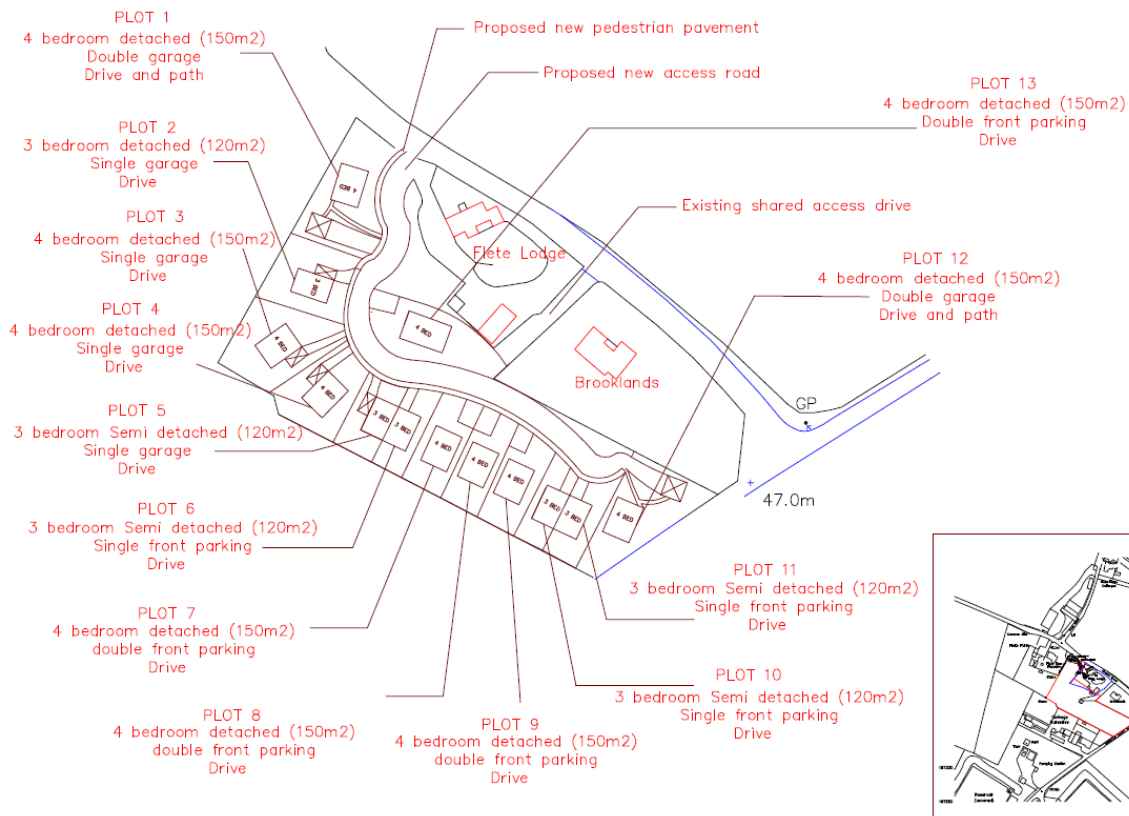 PLOT 1
4 bedroom detached (150m2)
Double garage
Drive and path
Proposed new pedestrian pavement
Proposed new access road
PLOT 13
4 bedroom detached (150m2)
Double front parking
Drive
PLOT 2
3 bedroom detached (120m2)
Single garage
Drive
PLOT 3
4 bedroom detached (150m2)
Single garage
Drive
Existing shared access drive
Flete Lodge
PLOT 12
4 bedroom detached (150m2)
Double garage
Drive and path
PLOT 4
4 bedroom detached (150m2)
Single garage
Drive
Brooklands
GP
47.0m
PLOT 5
3 bedroom Semi detached (120m2)
Single garage
Drive
PLOT 6
3 bedroom Semi detached (120m2)
Single front parking
Drive
PLOT 7
4 bedroom detached (150m2)
double front parking
Drive
PLOT 8
4 bedroom detached (150m2)
double front parking
Drive
PLOT 9
4 bedroom detached (150m2)
double front parking
Drive
PLOT 10
3 bedroom Semi detached (120m2)
Single front parking
Drive
PLOT 11
3 bedroom Semi detached (120m2)
Single front parking
Drive
4 BED
3 BED
4 BED
4 BED
3 BED
3 BED
4 BED
4 BED
4 BED
3 BED
3 BED
4 BED
4 BED
Pumping Station
Reservoir
(covered)